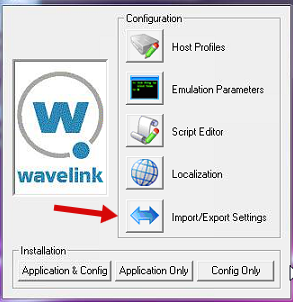 Configuration
Host Profiles
Emulation Parameters
Script Editor
Localization
Import/Export Settings
w.
wavelink
Installation
Application & Config
Application Only
Config Only